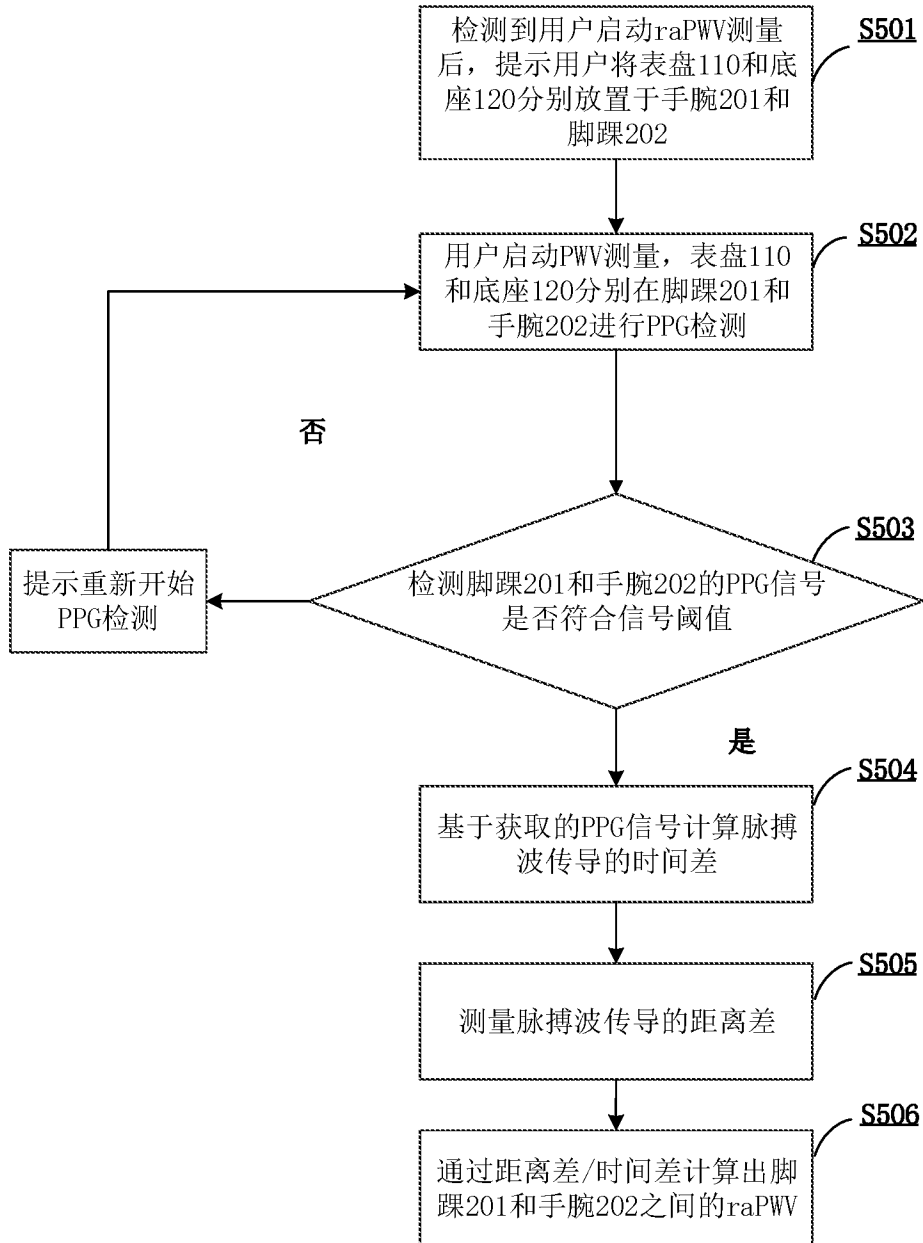 检测到用户启动raPWV测量
后，提示用户将表盘110和底
座120分别放置于手腕201和
脚踝202
S501
用户启动PWV测量，表盘110
和底座120分别在脚踝201和
手腕202进行PPG检测
S502
否
检测脚踝201和手腕202的PPG信号
是否符合信号阈值
S503
提示重新开始
PPG检测
是
基于获取的PPG信号计算脉搏
波传导的时间差
S504
测量脉搏波传导的距离差
S505
通过距离差/时间差计算出脚
踝201和手腕202之间的raPWV
S506